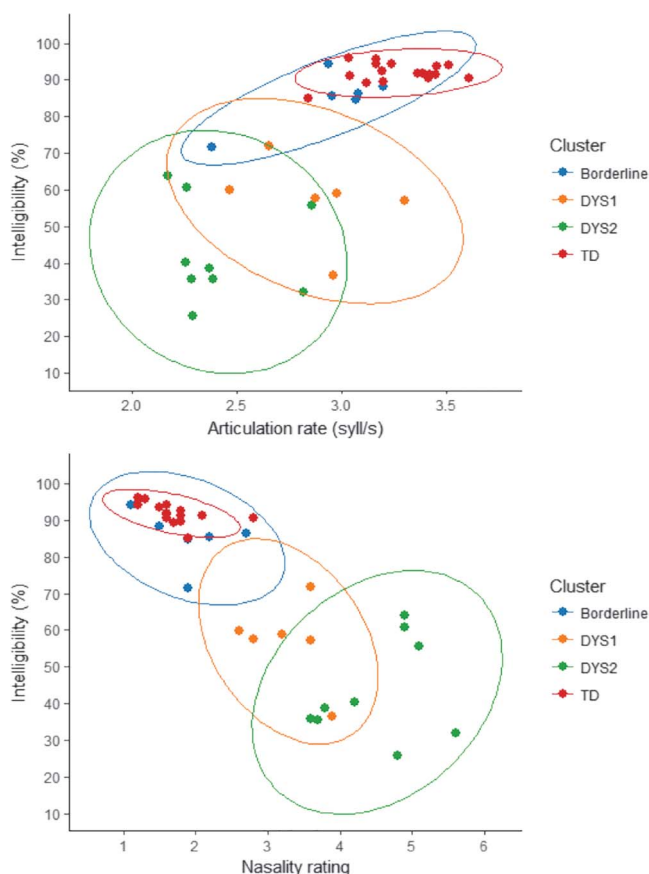 100
90
80
70
60
50
40
30
20
10
Intelligibility (%)
2.0 2.5 3.0 3.5
Articulation rate (syll/s)
Cluster
Borderline
DYS1
DYS2
TD
100
90
80
70
60
50
40
30
20
10
Intelligibility (%)
1 2 3 4 5 6
Nasality rating
Cluster
Borderline
DYS1
DYS2
TD